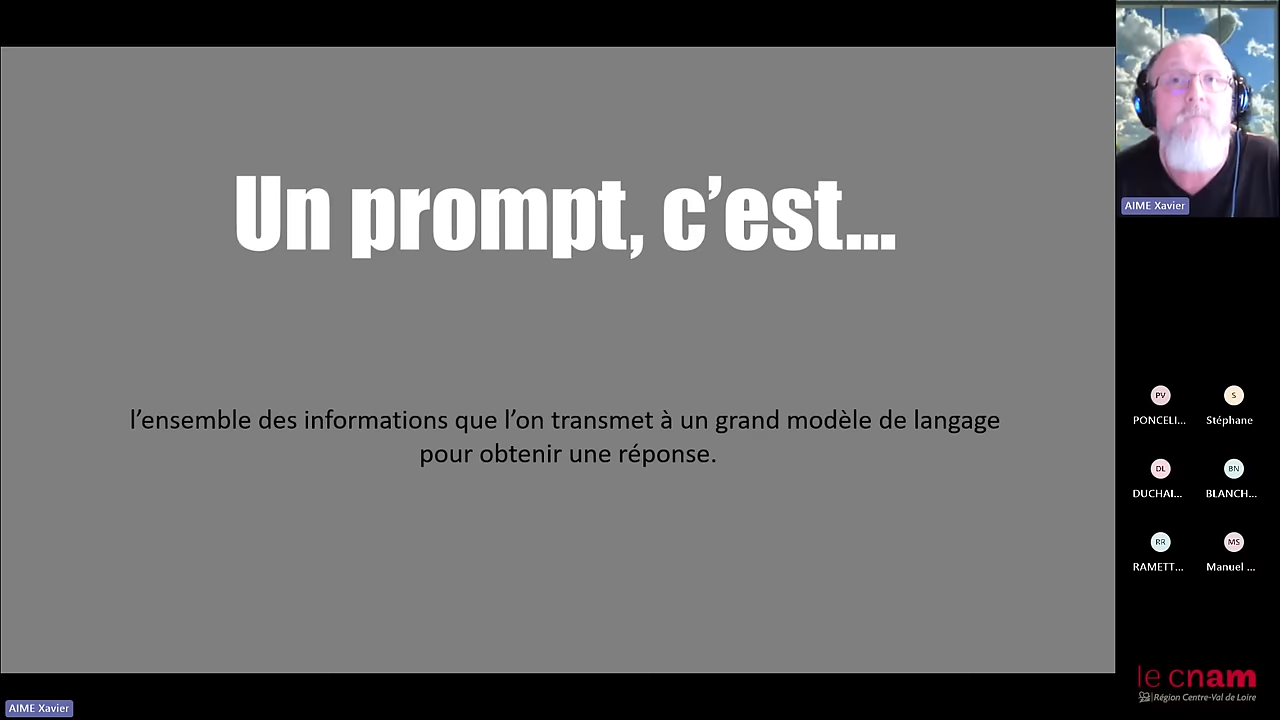 Un prompt, c'est...
l'ensemble des informations que l'on transmet à un grand modèle de langage
pour obtenir une réponse.
AIME Xavier
PV
S
PONCELI...
Stéphane
DL
BN
DUCHAI...
BLANCH...
RR
MS
RAMETT...
Manuel ...
le cnam
Région Centre-Val de Loire
AIME Xavier